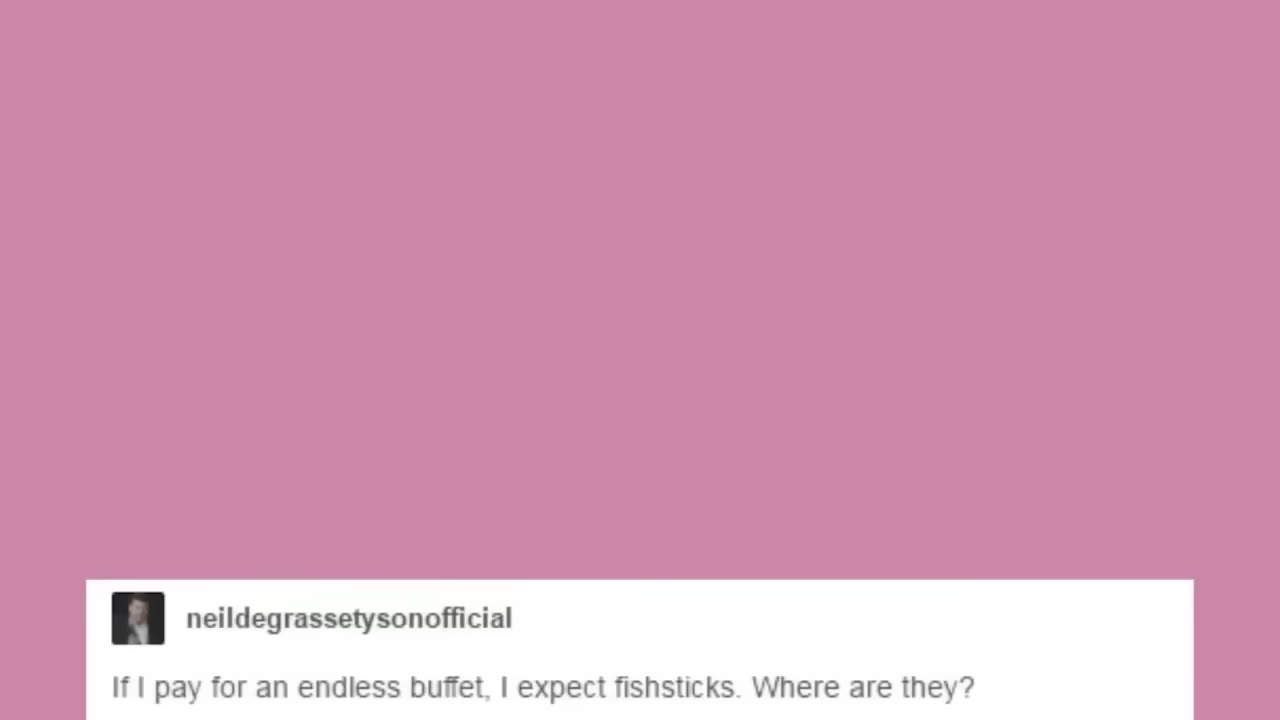 neildegrassetysonofficial
If I pay for an endless buffet, I expect fishsticks. Where are they?